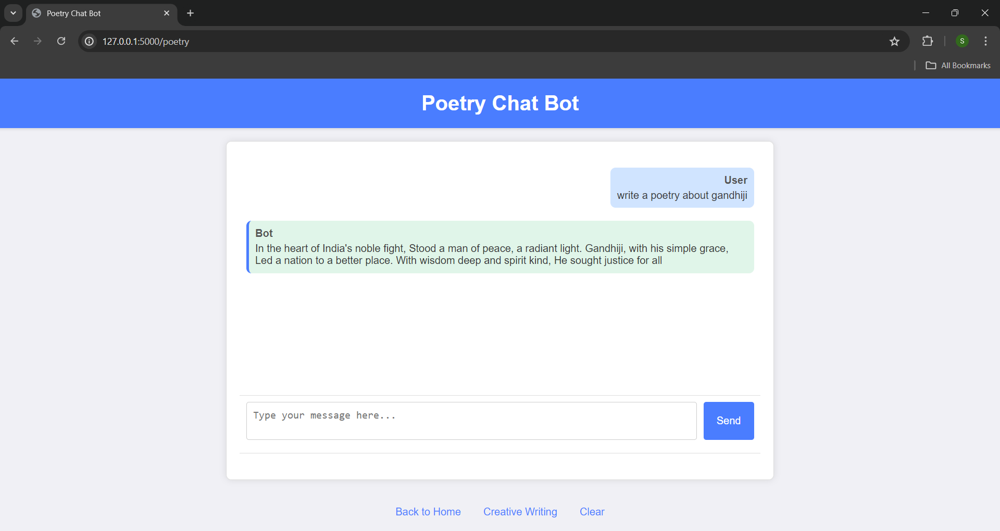 Poetry Chat Bot
127.0.0.1:5000/poetry
S
All Bookmarks
Poetry Chat Bot
User
write a poetry about gandhiji
Bot
In the heart of India's noble fight, Stood a man of peace, a radiant light. Gandhiji, with his simple grace,
Led a nation to a better place. With wisdom deep and spirit kind, He sought justice for all
Type your message here...
Send
Back to Home
Creative Writing
Clear